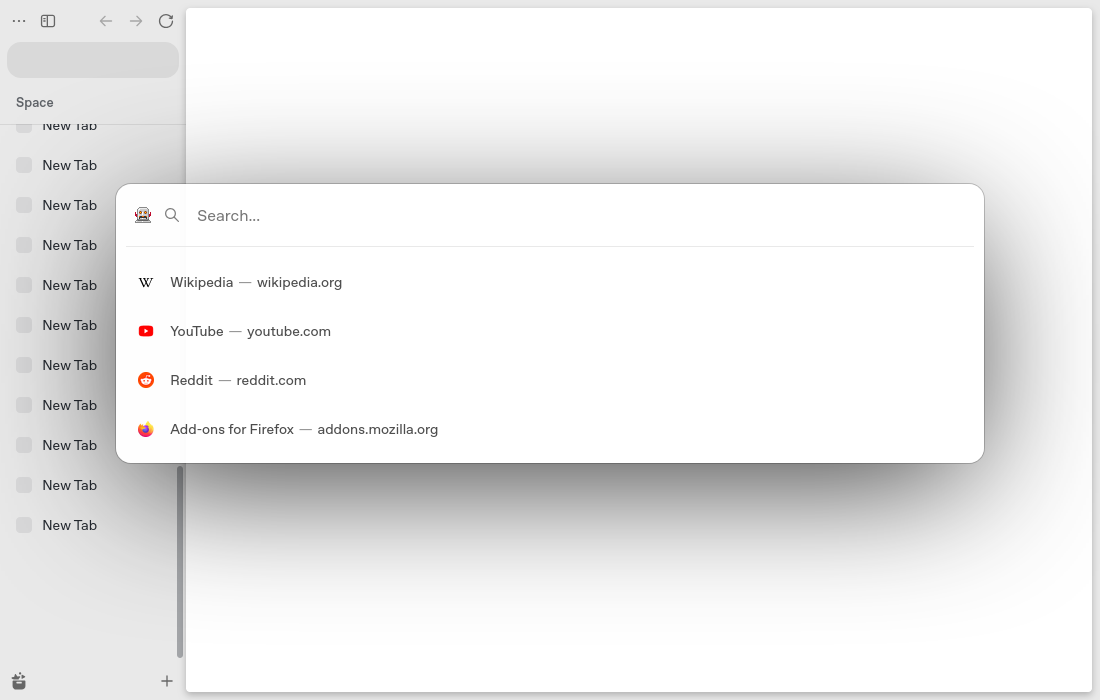 Space
New Tab
New Tab
New Tab
New Tab
New Tab
New Tab
New Tab
New Tab
New Tab
New Tab
New Tab
Search...
Wikipedia — wikipedia.org
YouTube — youtube.com
Reddit — reddit.com
Add-ons for Firefox — addons.mozilla.org